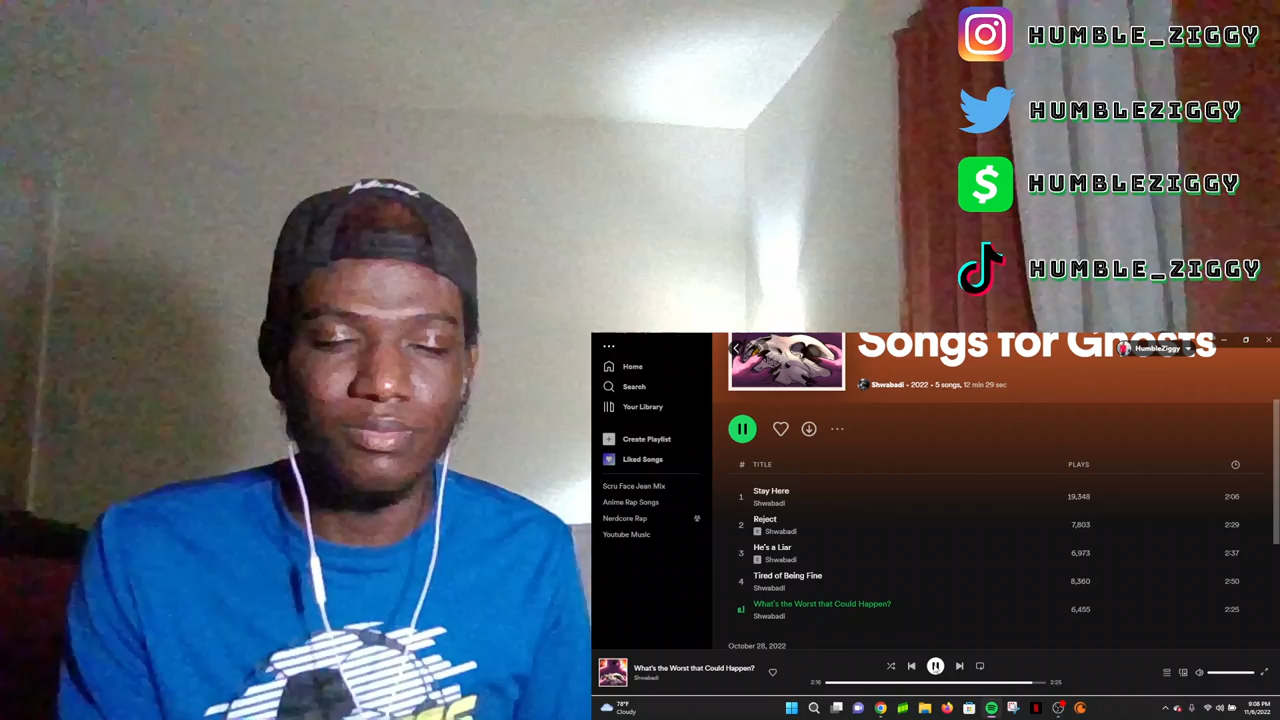 HUMBLE_ZIGGY
HUMBLEZIGGY
HUMBLEZIGGY
HUMBLE_ZIGGY
Songs for Ghosts
HumbleZiggy
Shwabadi • 2022 • 5 songs, 12 min 29 sec
Home
Search
Your Library
Create Playlist
Liked Songs
Scru Face Jean Mix
Anime Rap Songs
Nerdcore Rap
Youtube Music
# TITLE PLAYS
1 Stay Here 19,348 2:06
Shwabadi
2 Reject 7,803 2:29
E Shwabadi
3 He's a Liar 6,973 2:37
E Shwabadi
4 Tired of Being Fine 8,360 2:50
Shwabadi
What's the Worst that Could Happen? 6,455 2:25
Shwabadi
October 28, 2022
What's the Worst that Could Happen?
Shwabadi
2:16 2:25
78°F
Cloudy
9:08 PM
11/6/2022